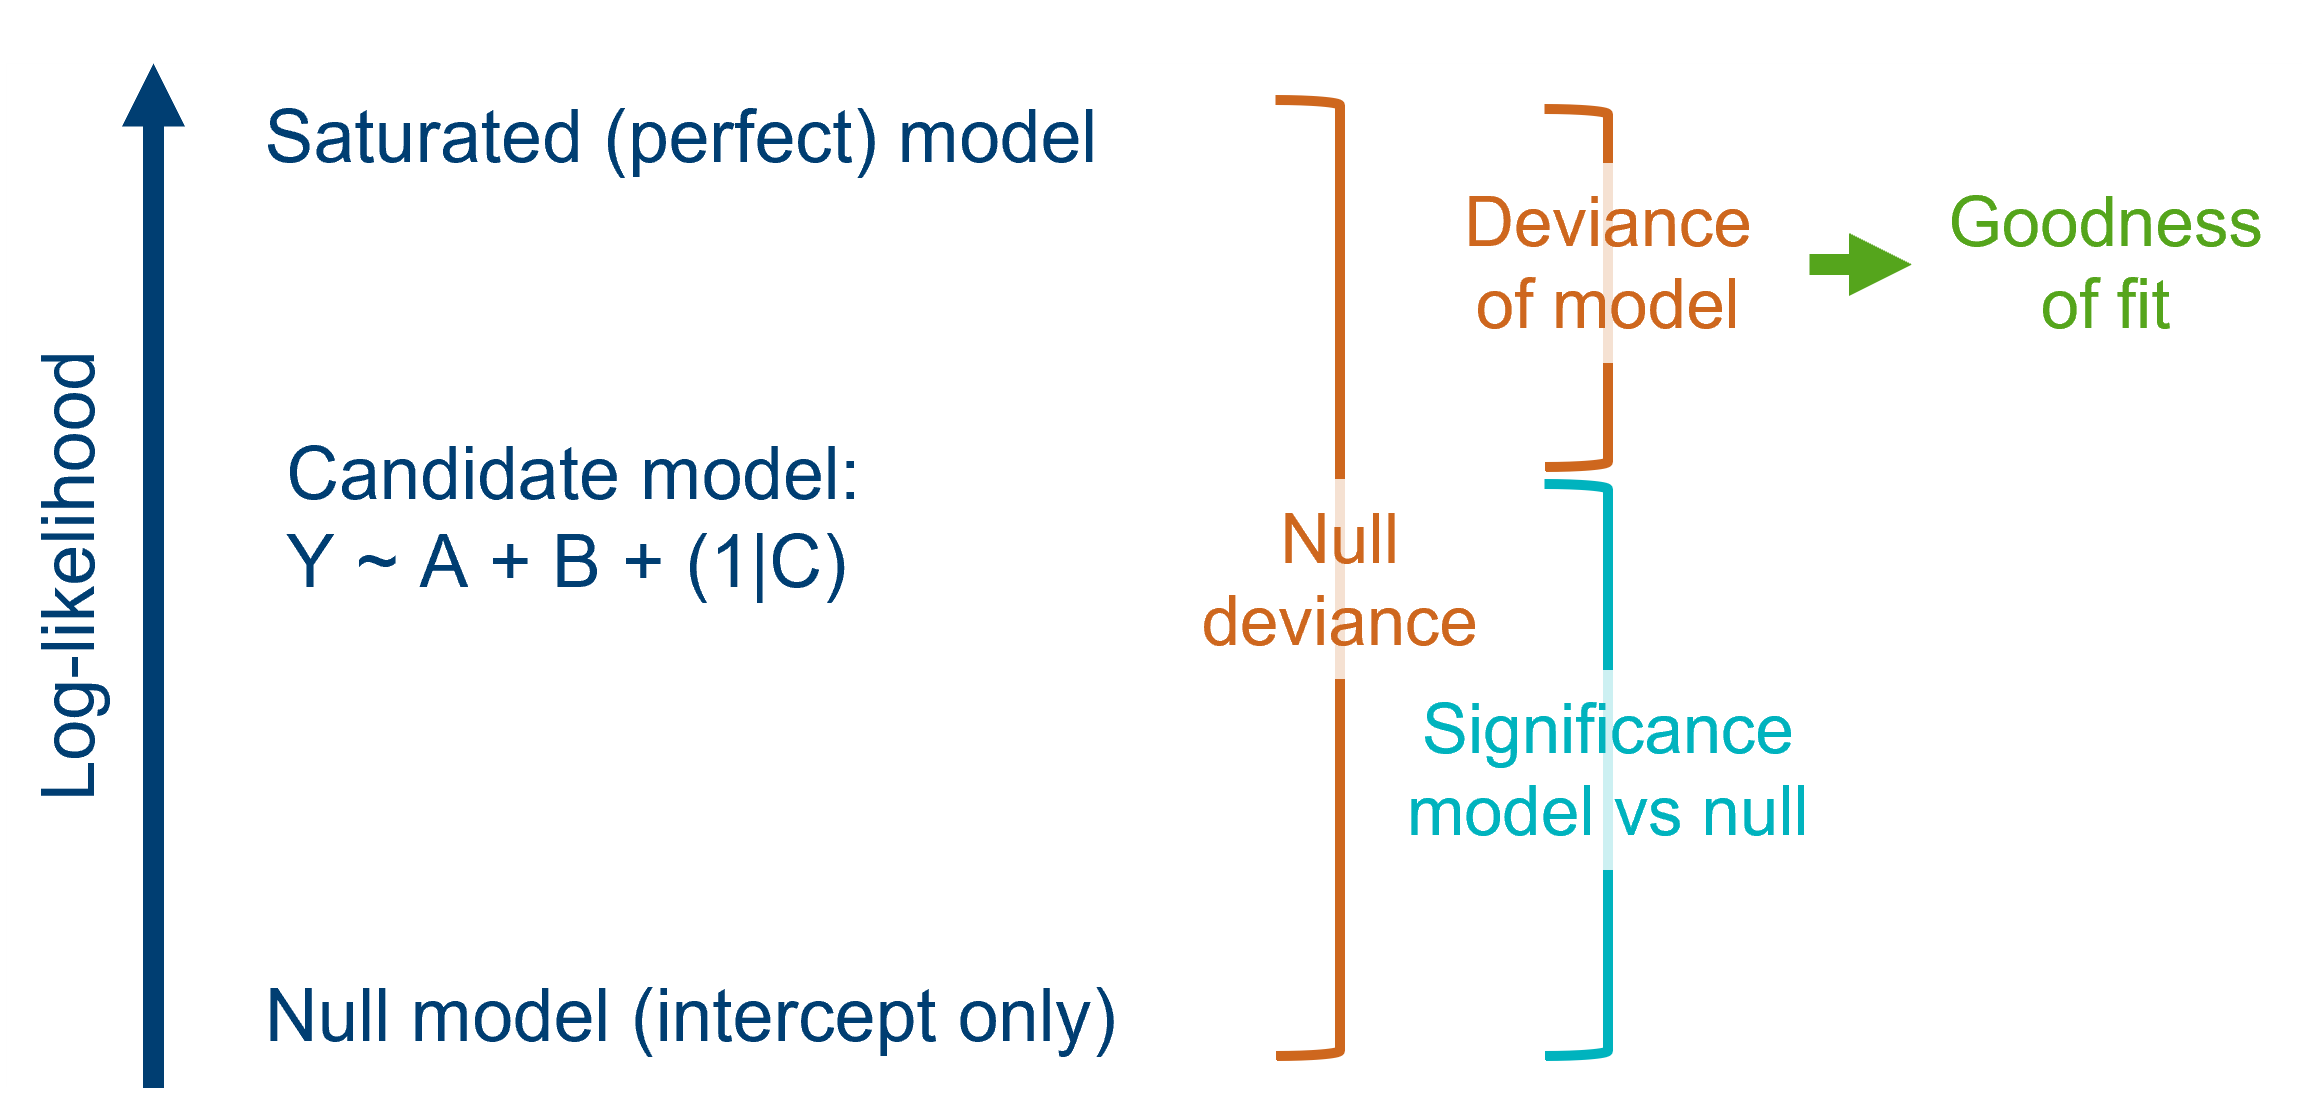 Log-likelihood
Saturated (perfect) model
Candidate model:
Y ~ A + B + (1|C)
Null model (intercept only)
Null
deviance
Deviance
of model
Significance
model vs null
Goodness
of fit